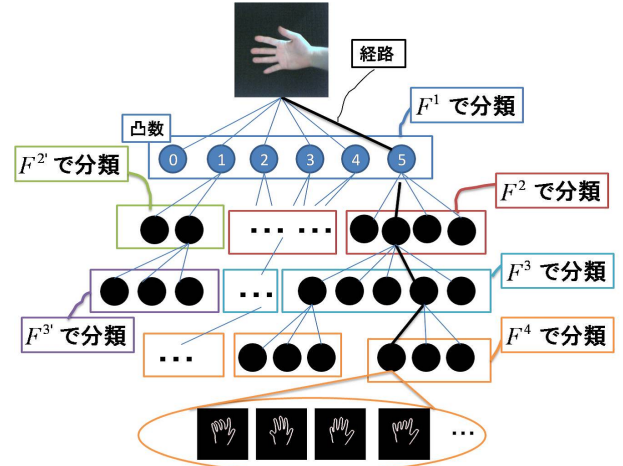 経路
F¹ で分類
凸数
0 1 2 3 4 5
F²' で分類
F² で分類
... ...
F³ で分類
...
F³' で分類
F⁴ で分類
...
...